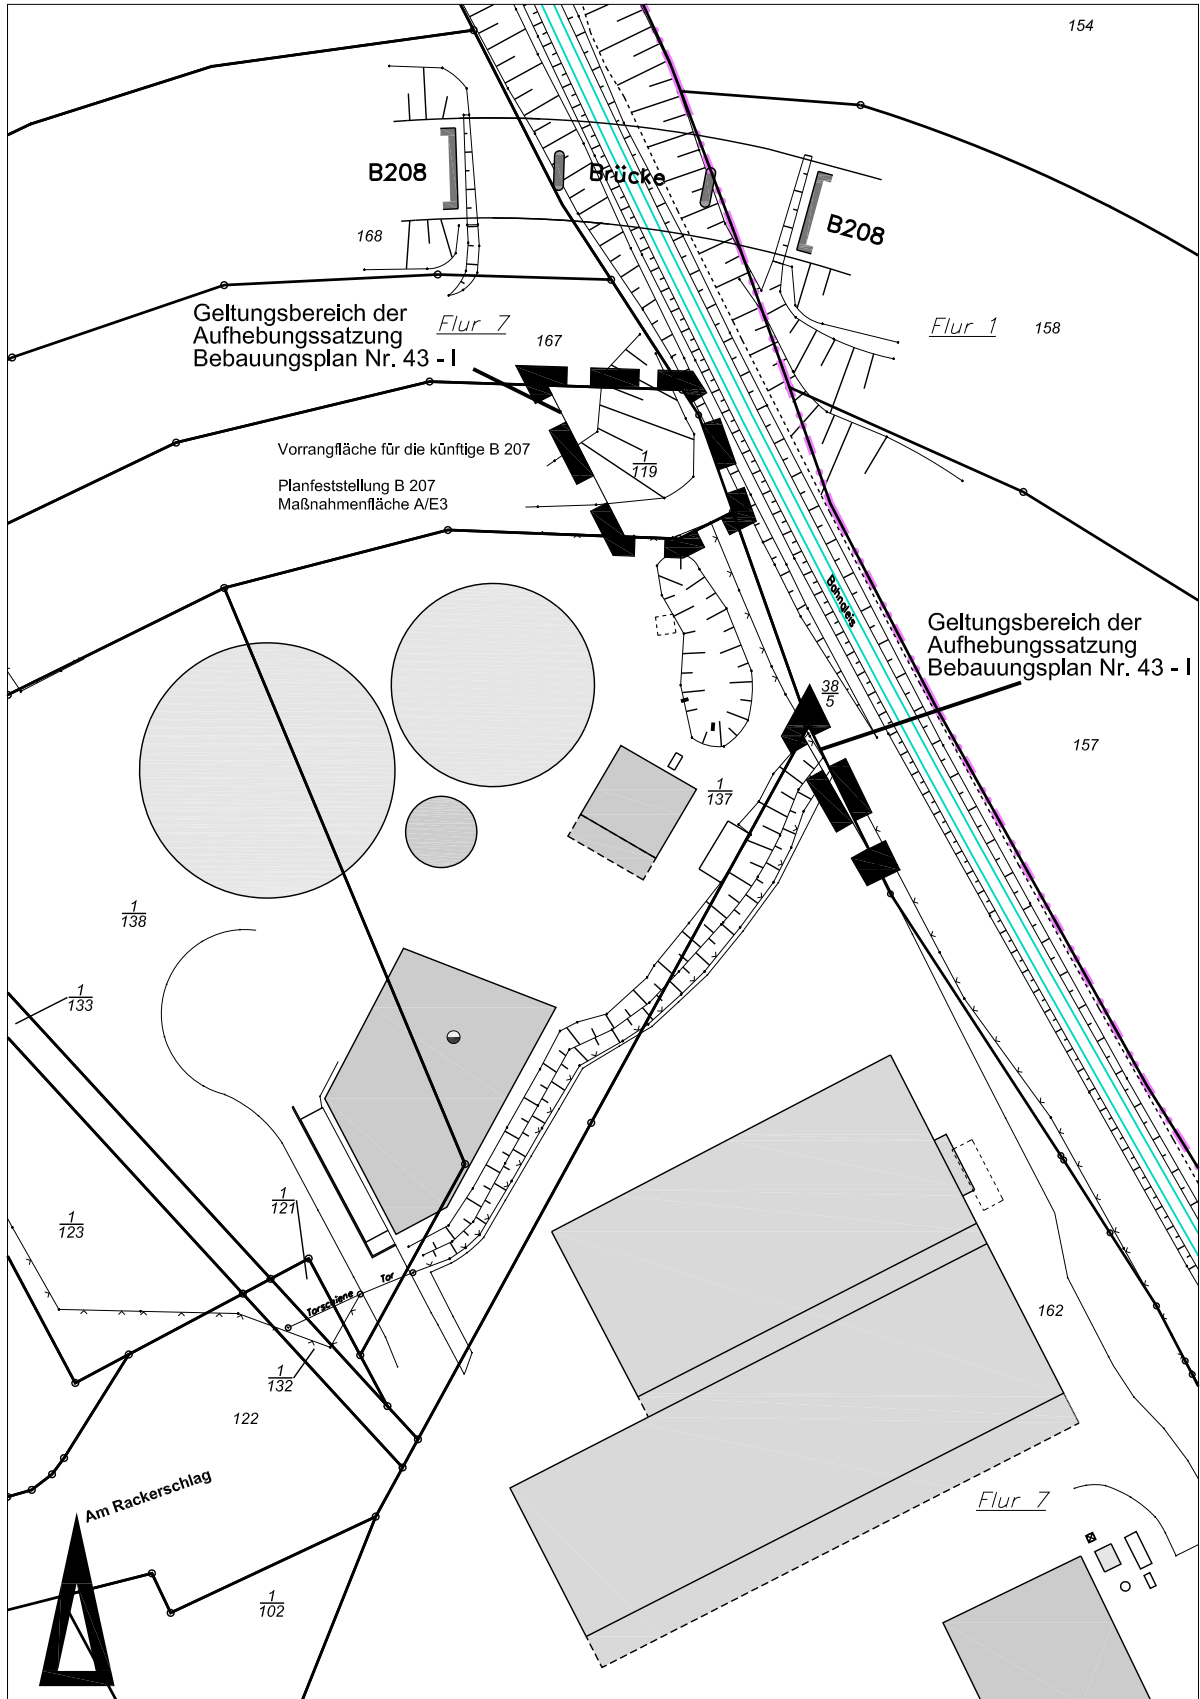 154
B208
Brücke
B208
168
Geltungsbereich der
Aufhebungssatzung
Bebauungsplan Nr. 43 - I
Flur 7
167
Flur 1
158
Vorrangfläche für die künftige B 207
Planfeststellung B 207
Maßnahmenfläche A/E3
1
119
Bahngleis
Geltungsbereich der
Aufhebungssatzung
Bebauungsplan Nr. 43 - I
38
5
157
1
137
1
138
1
133
1
121
1
123
Tor
Torschiene
162
1
132
122
Am Rackerschlag
Flur 7
1
102